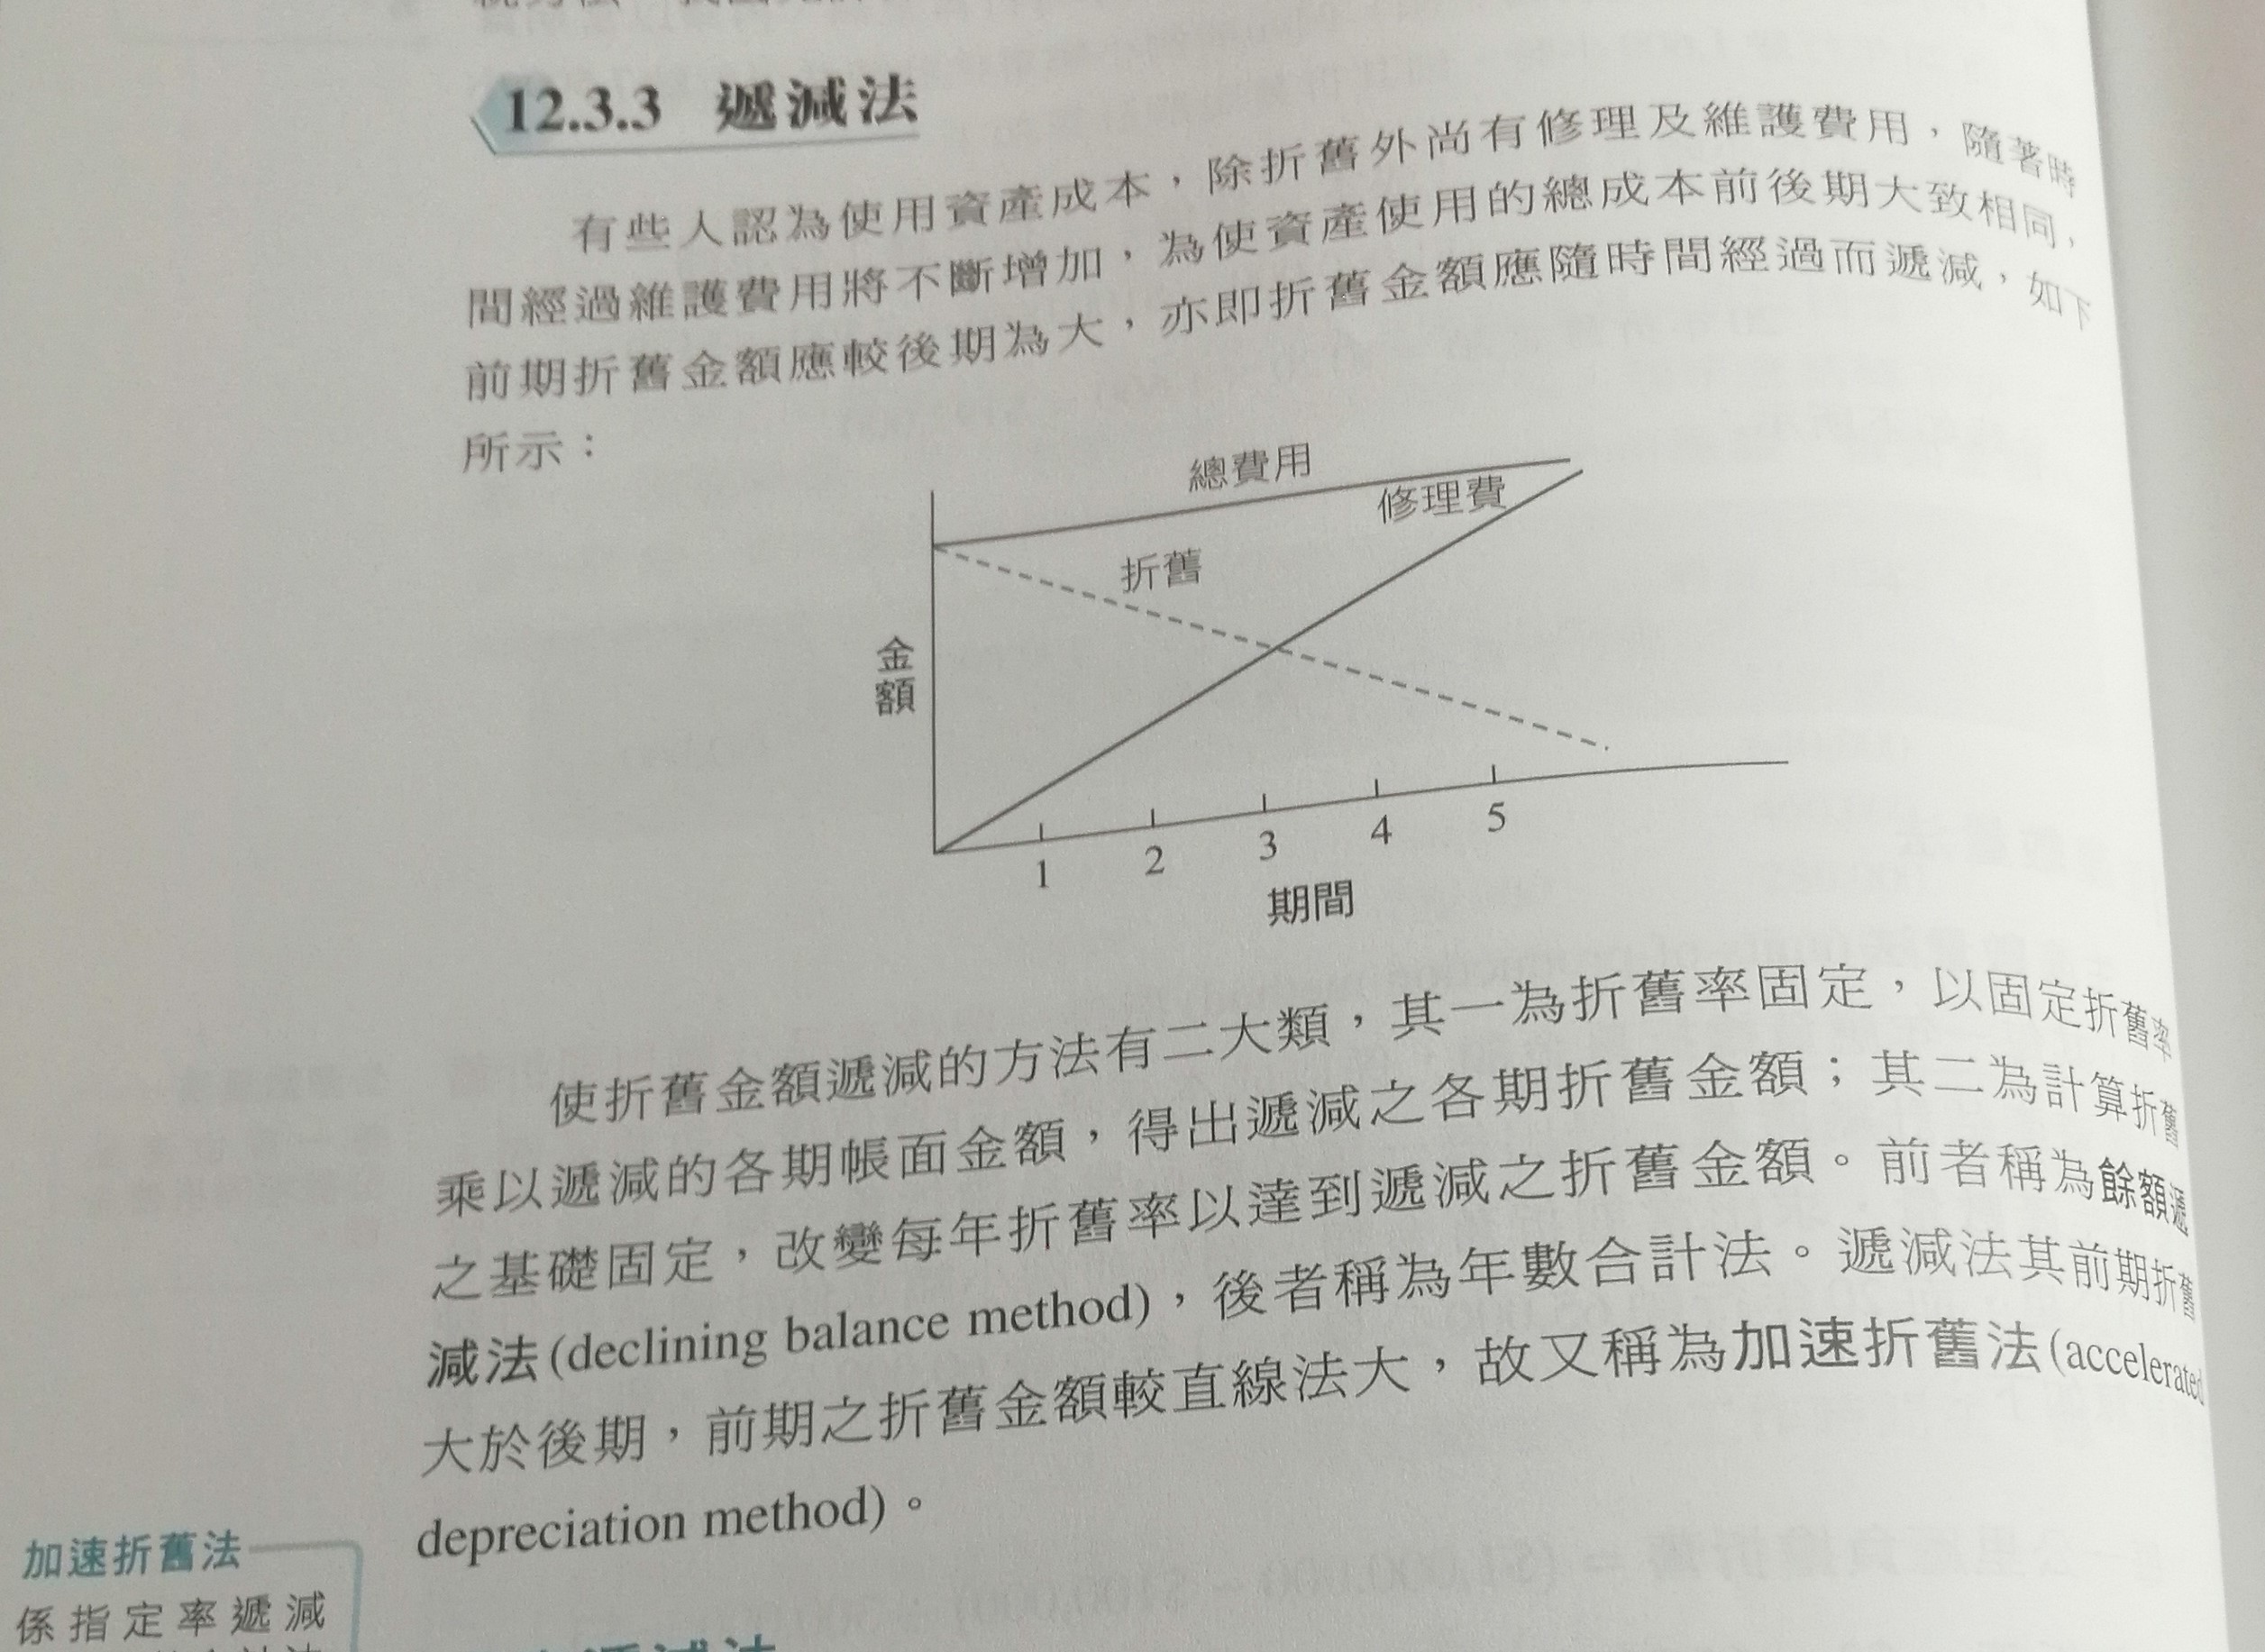 12.3.3 遞減法
有些人認為使用資產成本，除折舊外尚有修理及維護費用，隨著時
間經過維護費用將不斷增加，為使資產使用的總成本前後期大致相同，
前期折舊金額應較後期為大，亦即折舊金額應隨時間經過而遞減，如下
所示：
總費用
修理費
折舊
金額
1 2 3 4 5
期間
使折舊金額遞減的方法有二大類，其一為折舊率固定，以固定折舊率
乘以遞減的各期帳面金額，得出遞減之各期折舊金額；其二為計算折舊
之基礎固定，改變每年折舊率以達到遞減之折舊金額。前者稱為餘額遞
減法(declining balance method)，後者稱為年數合計法。遞減法其前期折舊
大於後期，前期之折舊金額較直線法大，故又稱為加速折舊法(accelerated
depreciation method)。
加速折舊法
係指定率遞減